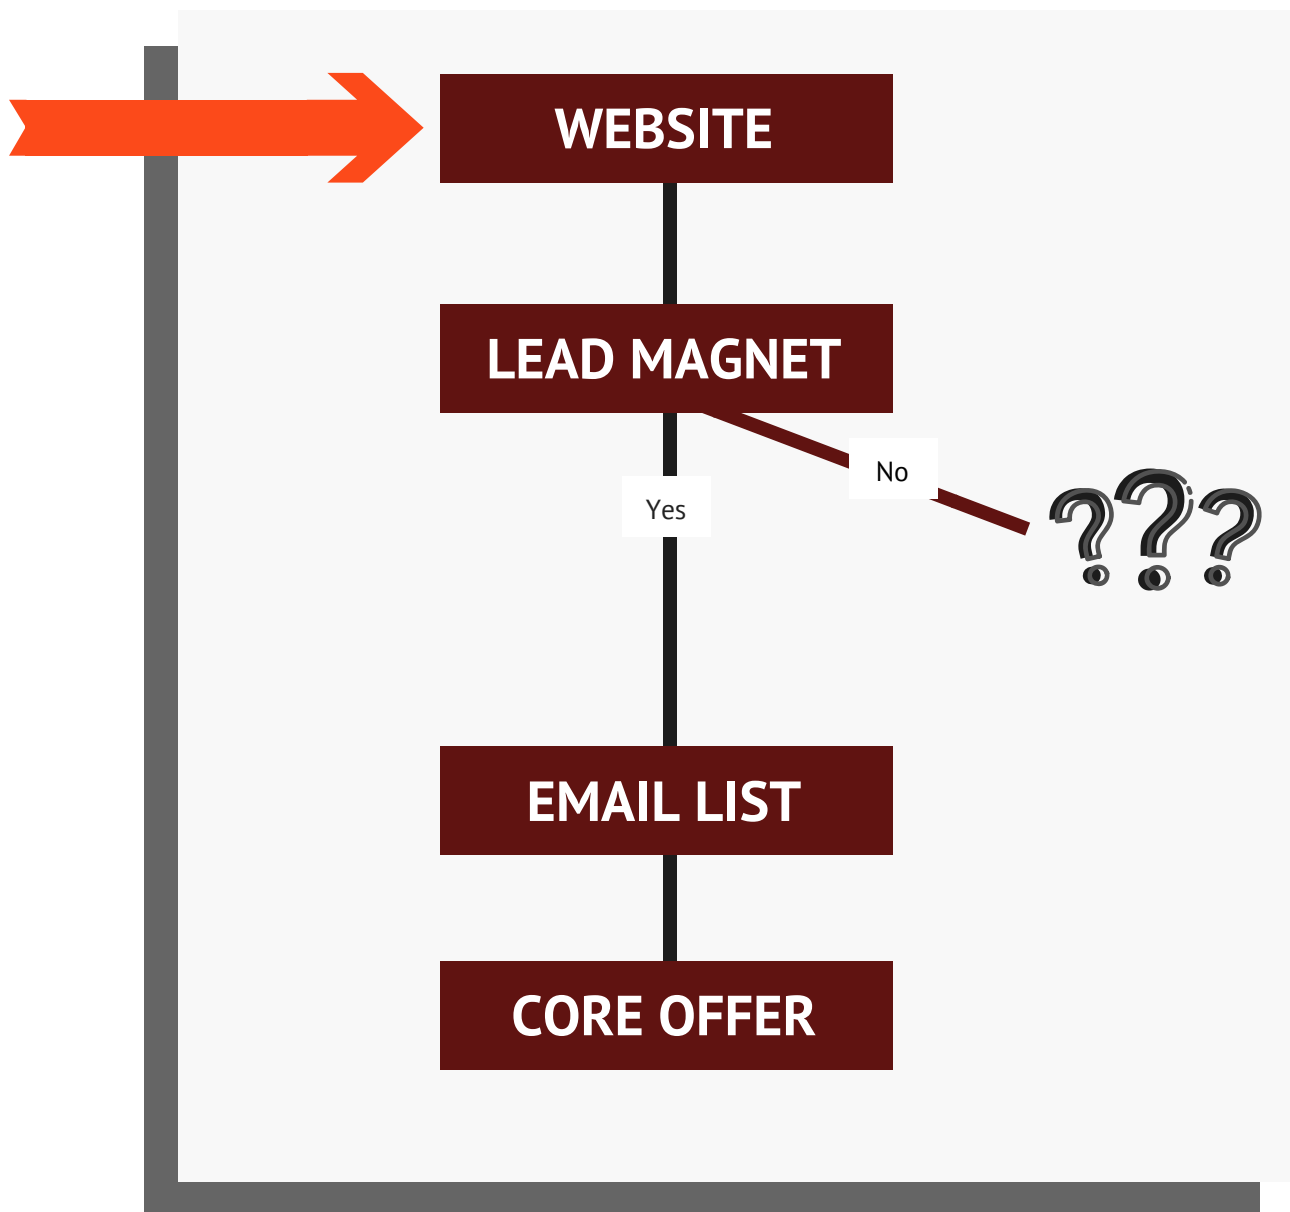 WEBSITE
LEAD MAGNET
No
Yes
???
EMAIL LIST
CORE OFFER